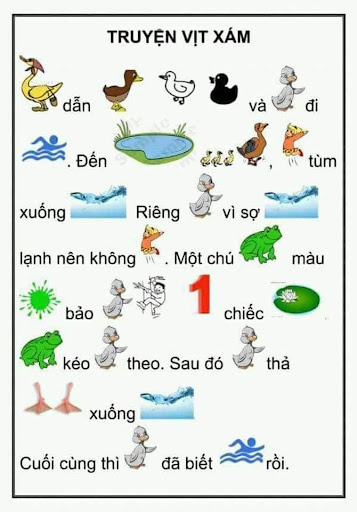 TRUYỆN VỊT XÁM
dẫn và đi
. Đến , tùm
xuống Riêng vì sợ
lạnh nên không . Một chú màu
bảo 1 chiếc
kéo theo. Sau đó thả
xuống
Cuối cùng thì đã biết rồi.